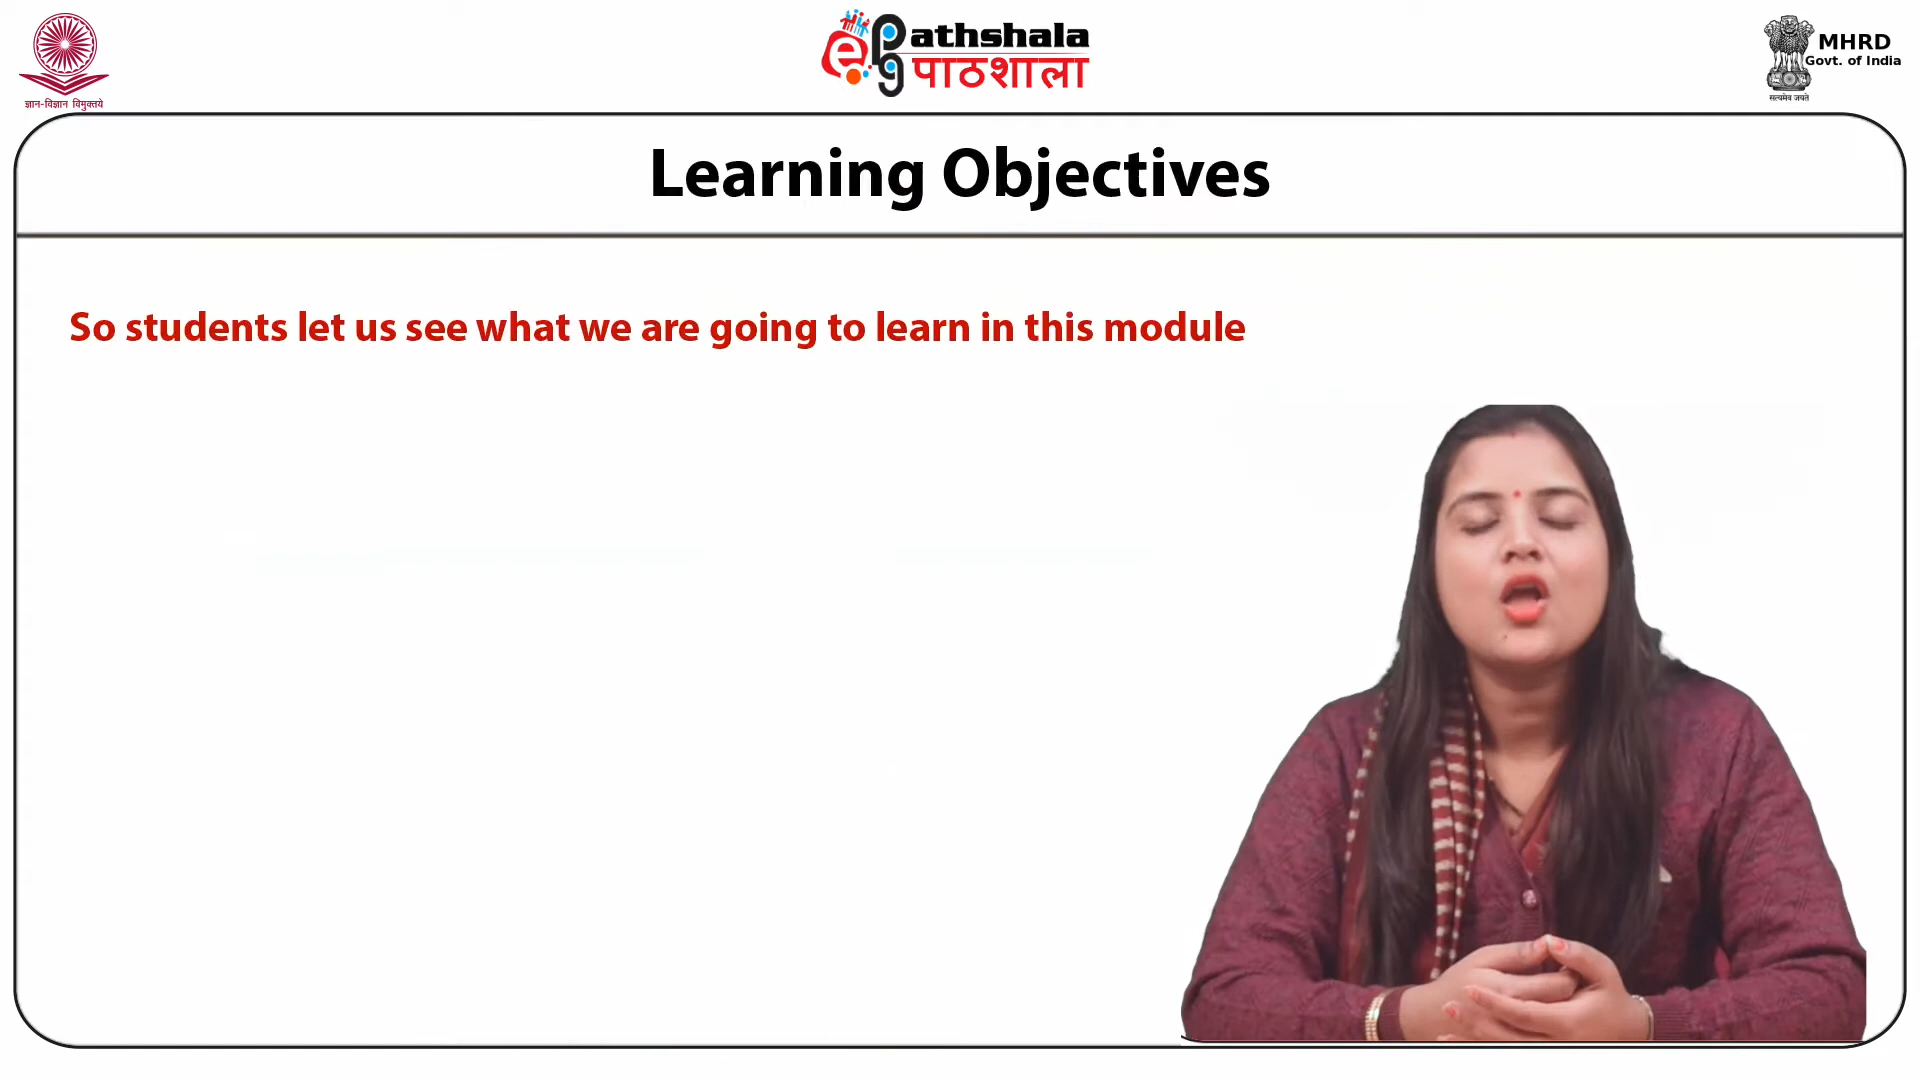 ज्ञान-विज्ञान विमुक्तये
ePG athshala
पाठशाला
MHRD
Govt. of India
सत्यमेव जयते
Learning Objectives
So students let us see what we are going to learn in this module